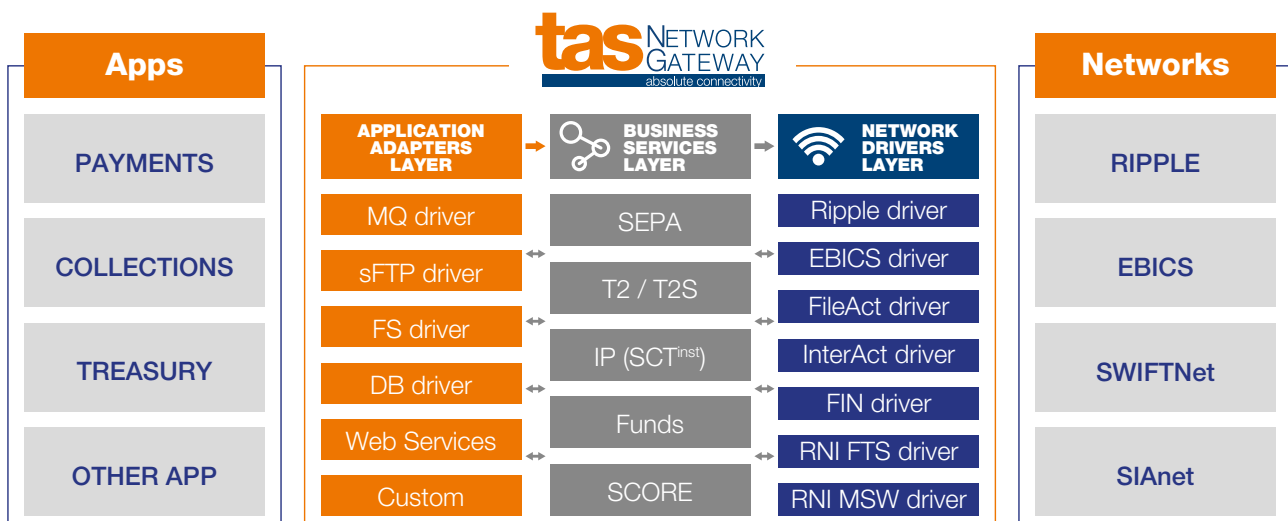 Apps
PAYMENTS
COLLECTIONS
TREASURY
OTHER APP
tas NETWORK
GATEWAY
absolute connectivity
APPLICATION
ADAPTERS
LAYER
MQ driver
sFTP driver
FS driver
DB driver
Web Services
Custom
BUSINESS
SERVICES
LAYER
SEPA
T2 / T2S
IP (SCTinst)
Funds
SCORE
NETWORK
DRIVERS
LAYER
Ripple driver
EBICS driver
FileAct driver
InterAct driver
FIN driver
RNI FTS driver
RNI MSW driver
Networks
RIPPLE
EBICS
SWIFTNet
SIAnet